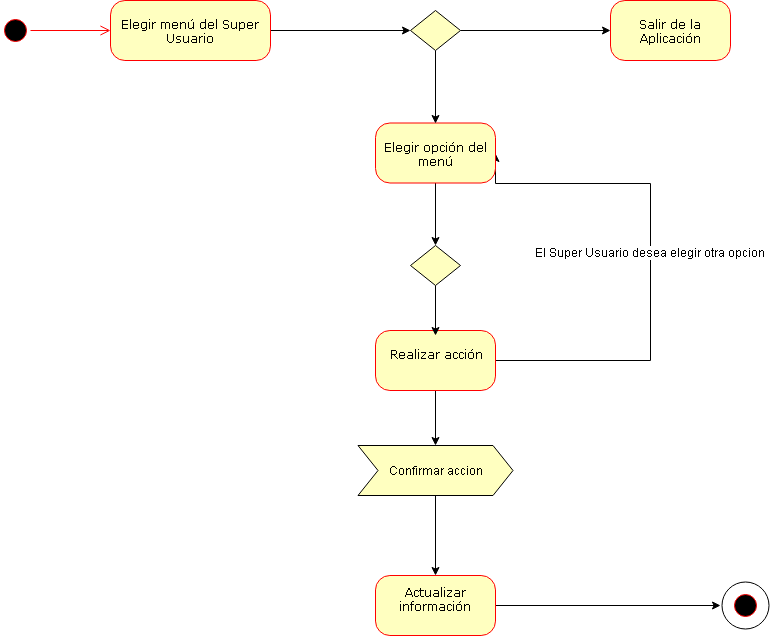 Elegir menú del Super
Usuario
Salir de la
Aplicación
Elegir opción del
menú
El Super Usuario desea elegir otra opcion
Realizar acción
Confirmar accion
Actualizar
información